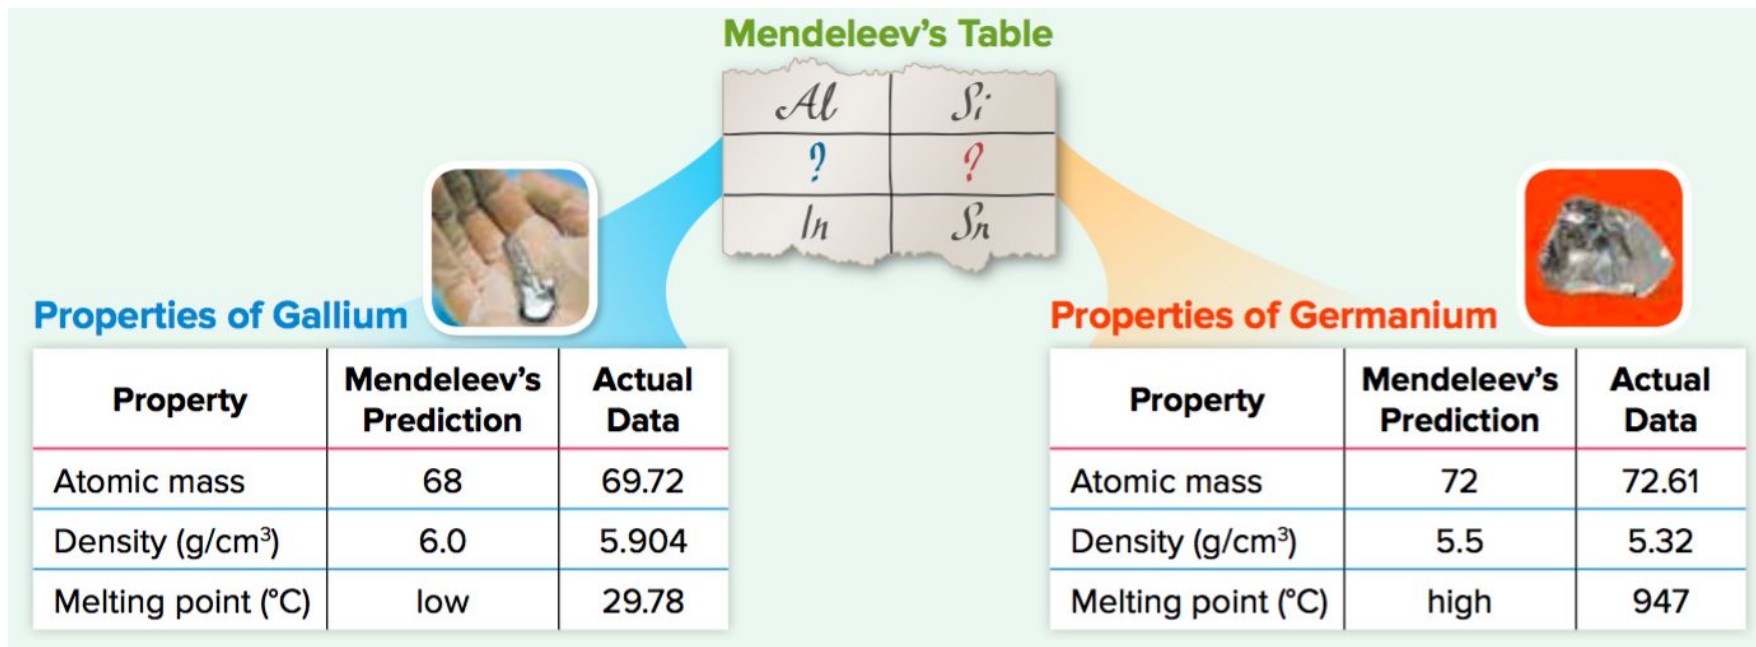 Mendeleev's Table
Al Si
? ?
In Sn
Properties of Gallium
Property Mendeleev's Prediction Actual Data
Atomic mass 68 69.72
Density (g/cm³) 6.0 5.904
Melting point (°C) low 29.78
Properties of Germanium
Property Mendeleev's Prediction Actual Data
Atomic mass 72 72.61
Density (g/cm³) 5.5 5.32
Melting point (°C) high 947